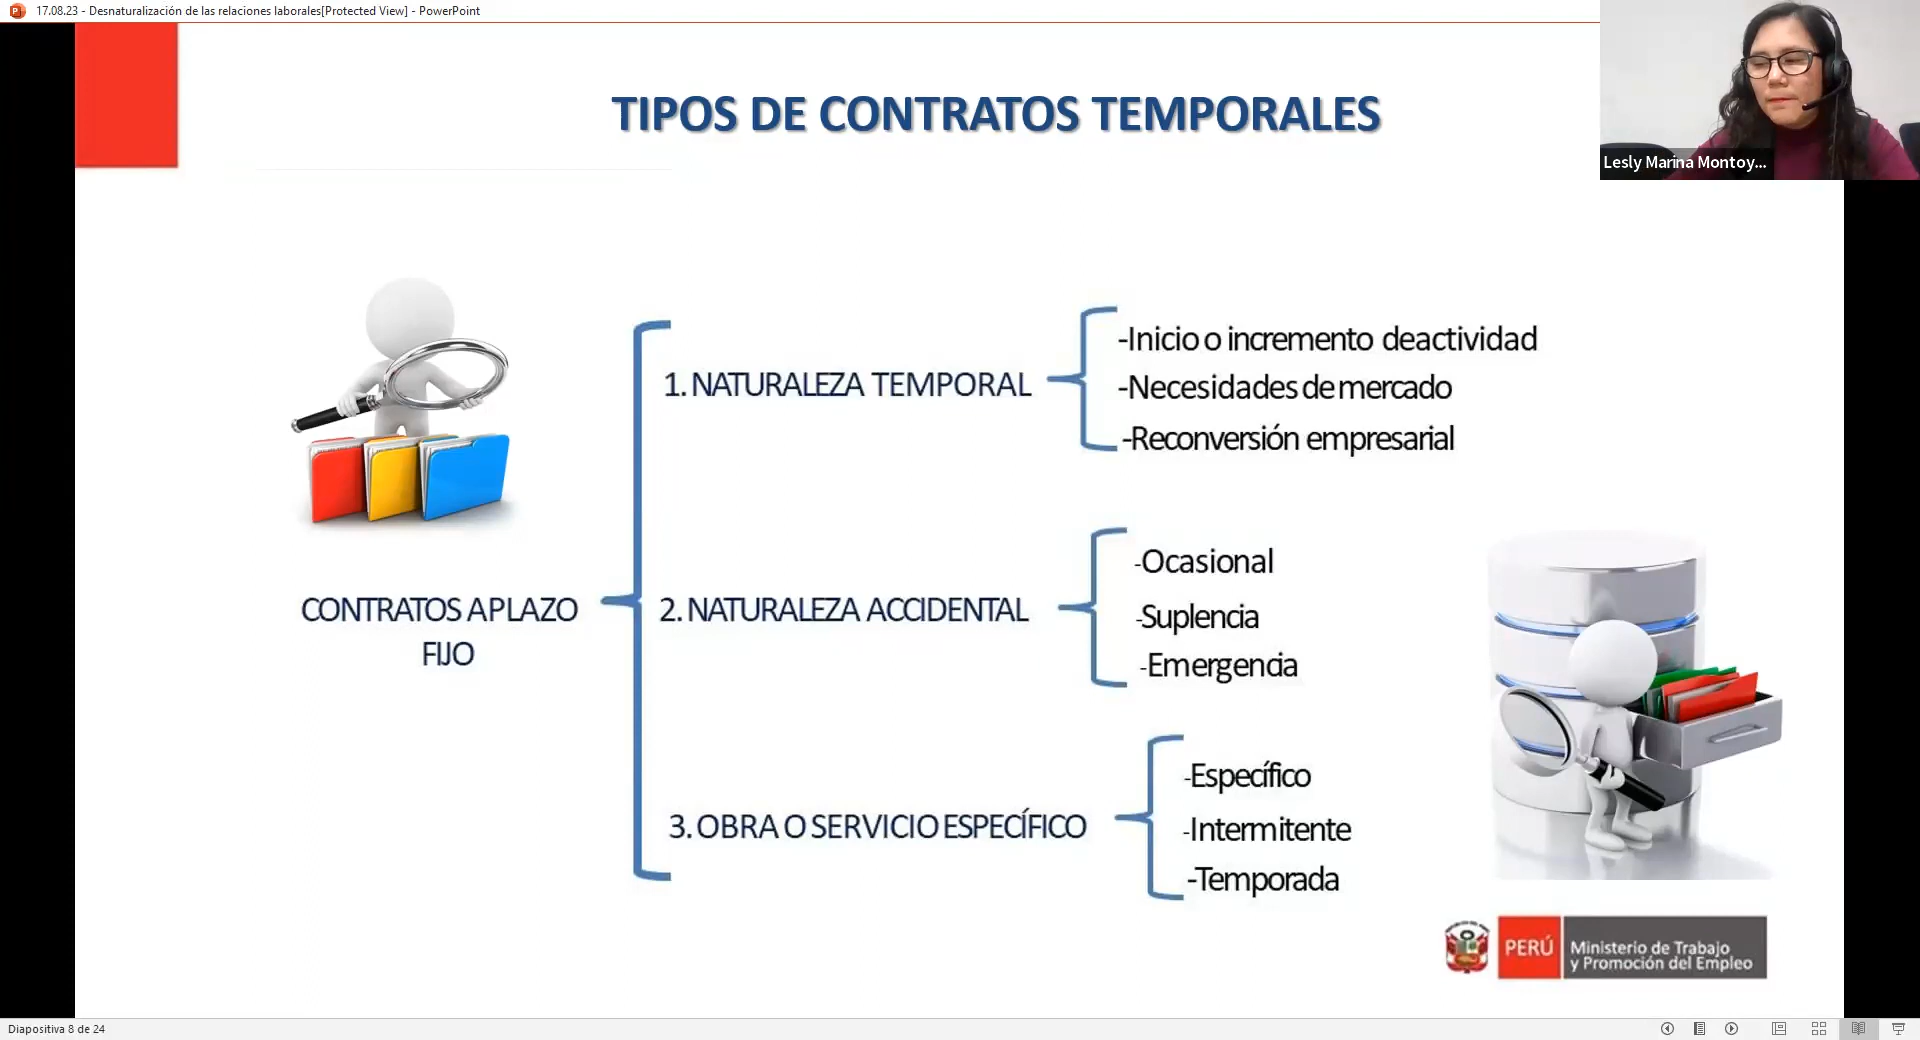 17.08.23 - Desnaturalización de las relaciones laborales[Protected View] - PowerPoint
TIPOS DE CONTRATOS TEMPORALES
Lesly Marina Montoy...
CONTRATOS A PLAZO
FIJO
1. NATURALEZA TEMPORAL
-Inicio o incremento deactividad
-Necesidades de mercado
-Reconversión empresarial
2. NATURALEZA ACCIDENTAL
-Ocasional
-Suplencia
-Emergencia
3. OBRA O SERVICIO ESPECÍFICO
-Específico
-Intermitente
-Temporada
PERÚ
Ministerio de Trabajo
y Promoción del Empleo
Diapositiva 8 de 24